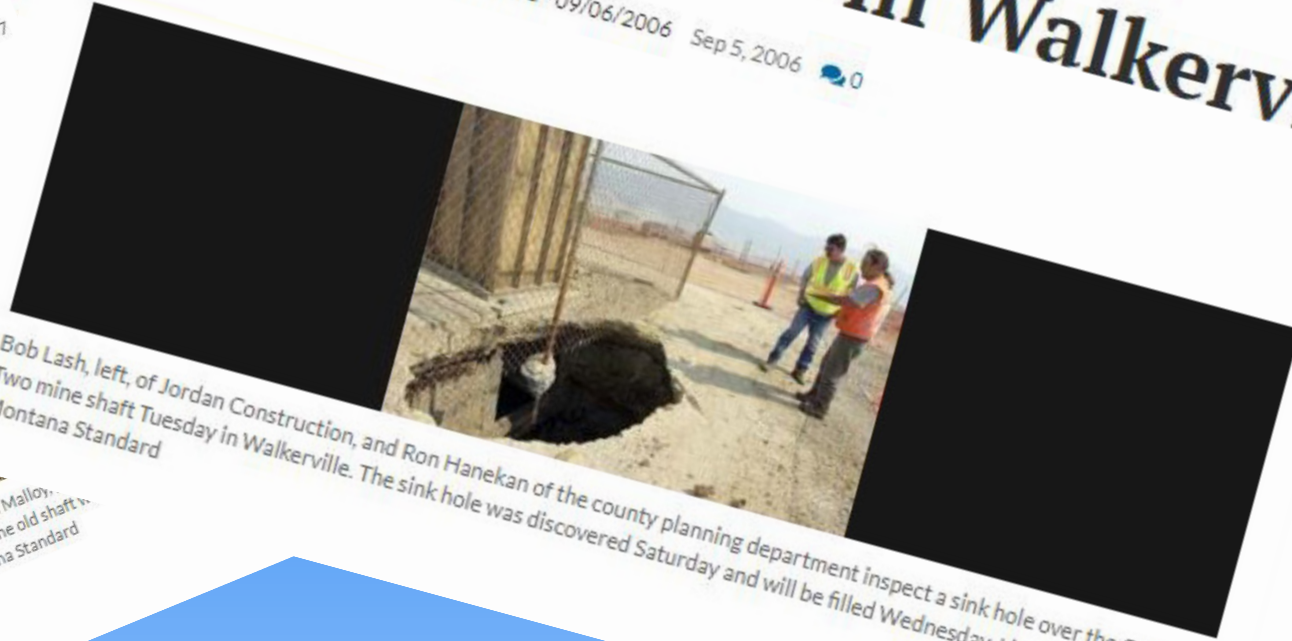 in Walkerv
09/06/2006 Sep 5, 2006 0
Bob Lash, left, of Jordan Construction, and Ron Hanekan of the county planning department inspect a sink hole over the
Two mine shaft Tuesday in Walkerville. The sink hole was discovered Saturday and will be filled Wednesday.
Montana Standard
Malloy,
old shaft
Standard